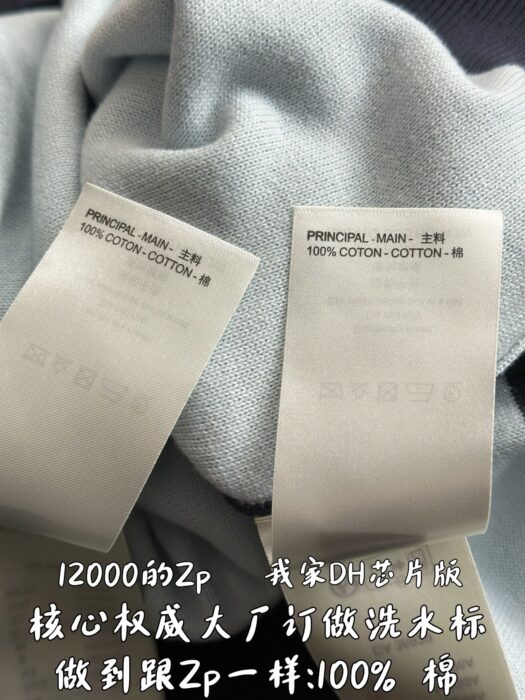 PRINCIPAL - MAIN - 主料
100% COTON - COTTON - 棉
PRINCIPAL - MAIN - 主料
100% COTON - COTTON - 棉
12000的Zp 我家DH芯片版
核心权威大厂订做洗水标
做到跟Zp一样:100% 棉